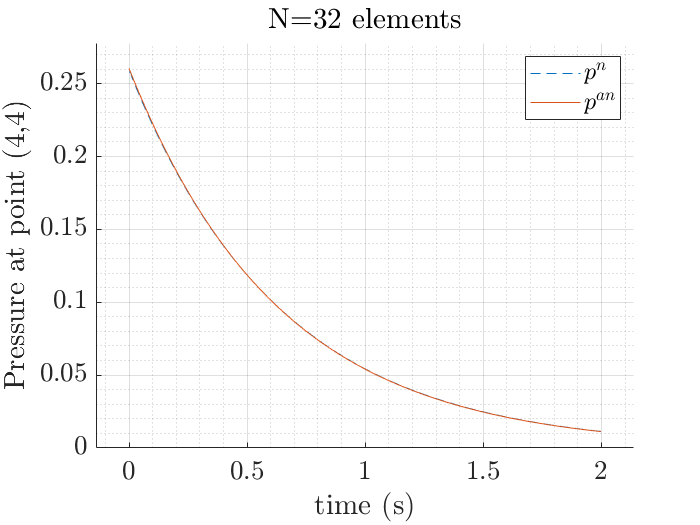 N=32 elements
p^n
p^an
0.25
0.2
0.15
0.1
0.05
0
Pressure at point (4,4)
0 0.5 1 1.5 2
time (s)